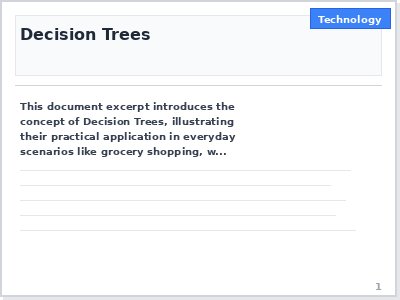 Technology
Decision Trees
This document excerpt introduces the
concept of Decision Trees, illustrating
their practical application in everyday
scenarios like grocery shopping, w...
1